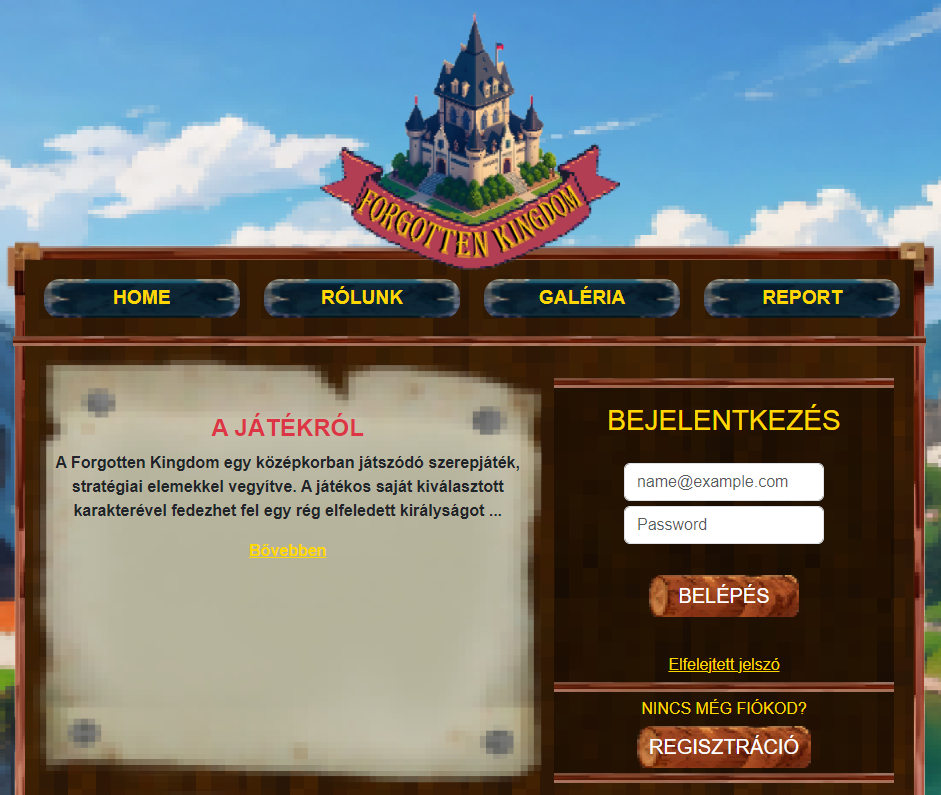 FORGOTTEN KINGDOM
HOME
RÓLUNK
GALÉRIA
REPORT
A JÁTÉKRÓL
A Forgotten Kingdom egy középkorban játszódó szerepjáték,
stratégiai elemekkel vegyítve. A játékos saját kiválasztott
karakterével fedezhet fel egy rég elfeledett királyságot ...
Bővebben
BEJELENTKEZÉS
name@example.com
Password
BELÉPÉS
Elfelejtett jelszó
NINCS MÉG FIÓKOD?
REGISZTRÁCIÓ